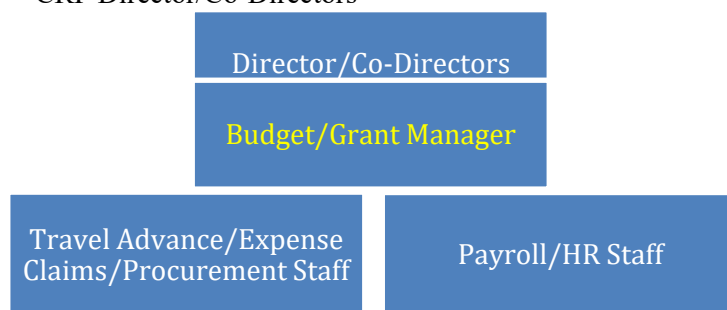 Director/Co-Directors
Budget/Grant Manager
Travel Advance/Expense
Claims/Procurement Staff
Payroll/HR Staff